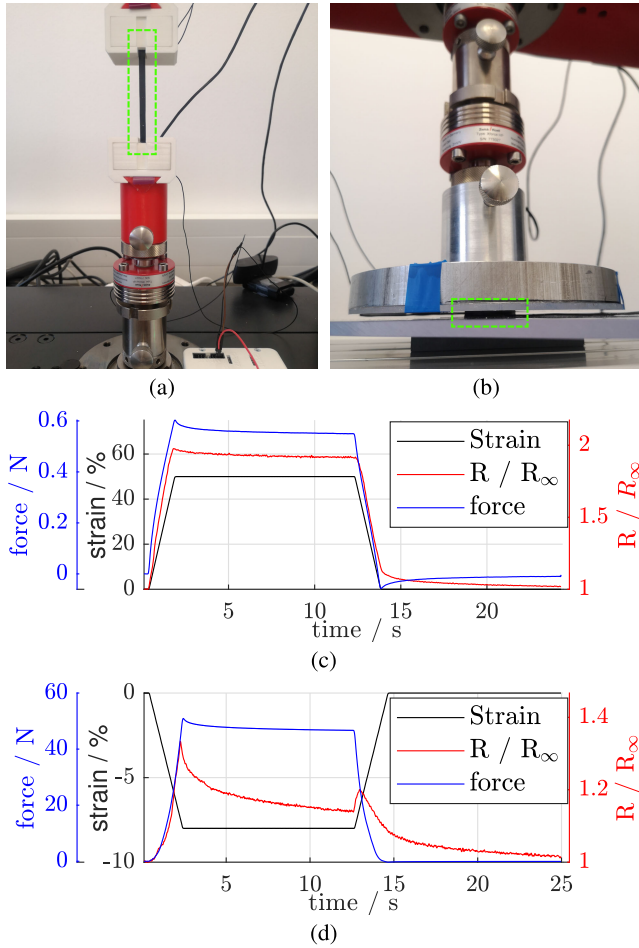 (a)
(b)
force / N
0.6
0.4
0.2
0
strain / %
60
40
20
0
Strain
R / R∞
force
R / R∞
2
1.5
1
5
10
15
20
time / s
(c)
force / N
60
40
20
0
strain / %
0
-5
-10
Strain
R / R∞
force
R / R∞
1.4
1.2
1
5
10
15
20
25
time / s
(d)